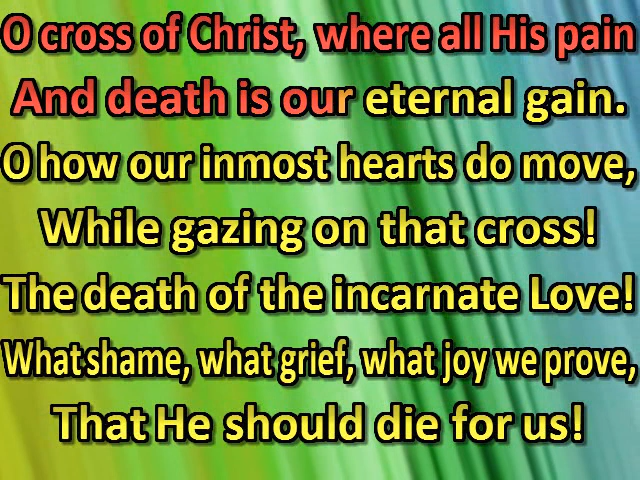 O cross of Christ, where all His pain
And death is our eternal gain.
O how our inmost hearts do move,
While gazing on that cross!
The death of the incarnate Love!
What shame, what grief, what joy we prove,
That He should die for us!